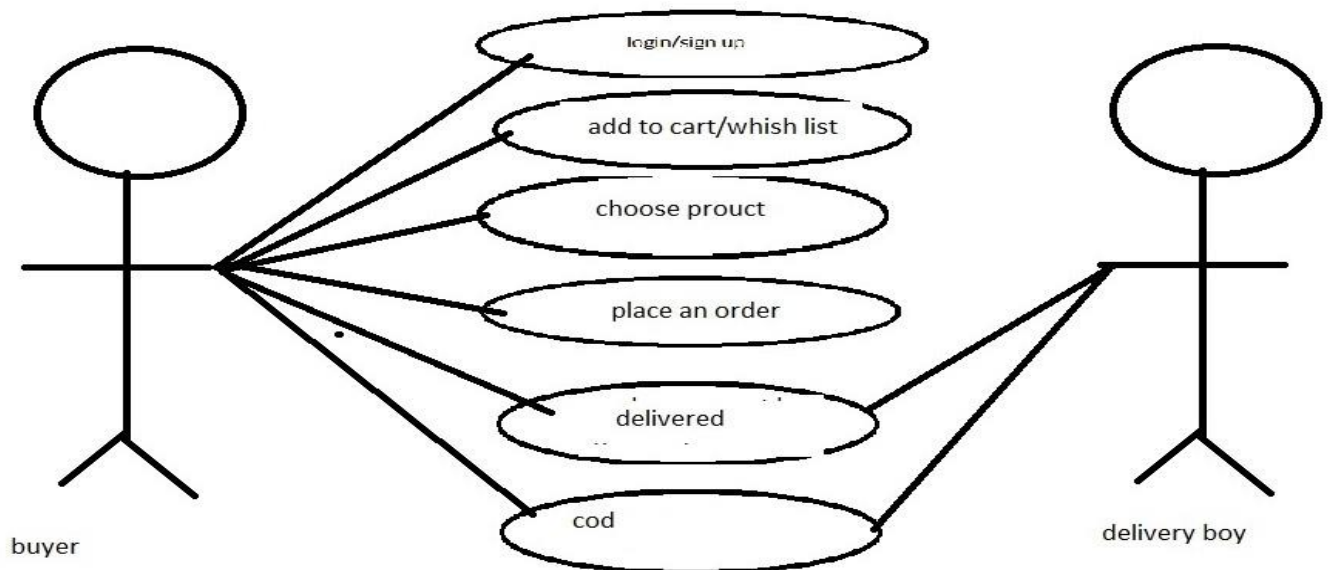 login/sign up
add to cart/whish list
choose prouct
place an order
delivered
cod
buyer
delivery boy